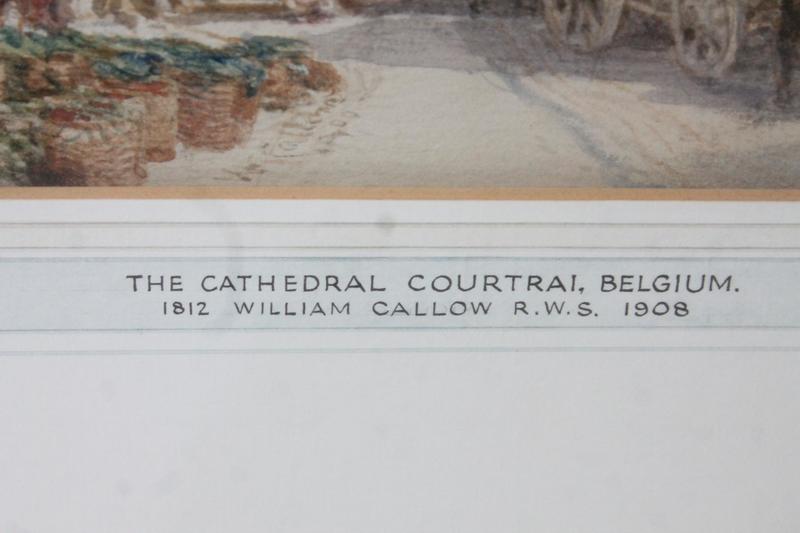 THE CATHEDRAL COURTRAI, BELGIUM.
1812 WILLIAM CALLOW R.W.S. 1908